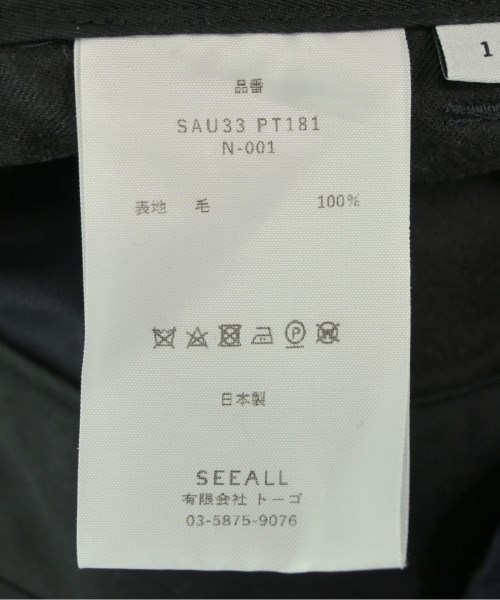 1
品番
SAU33 PT181
N-001
表地 毛 100%
P
日本製
SEEALL
有限会社 トーゴ
03-5875-9076